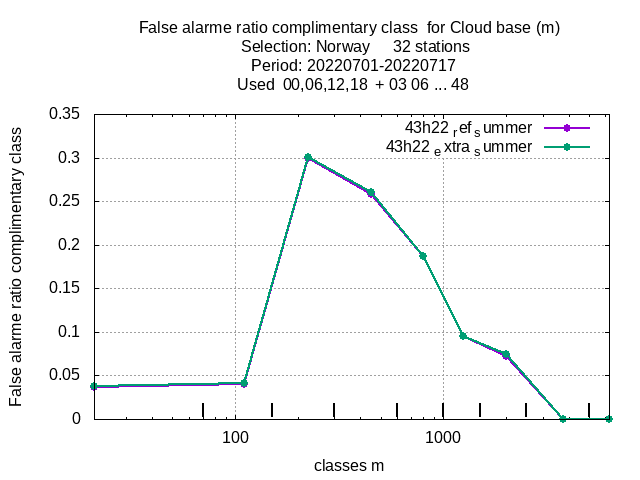 False alarme ratio complimentary class  for Cloud base (m)
Selection: Norway     32 stations
Period: 20220701-20220717
Used  00,06,12,18  + 03 06 ... 48
False alarme ratio complimentary class
0.35
0.3
0.25
0.2
0.15
0.1
0.05
0
43h22 ref summer
43h22 extra summer
100
1000
classes m